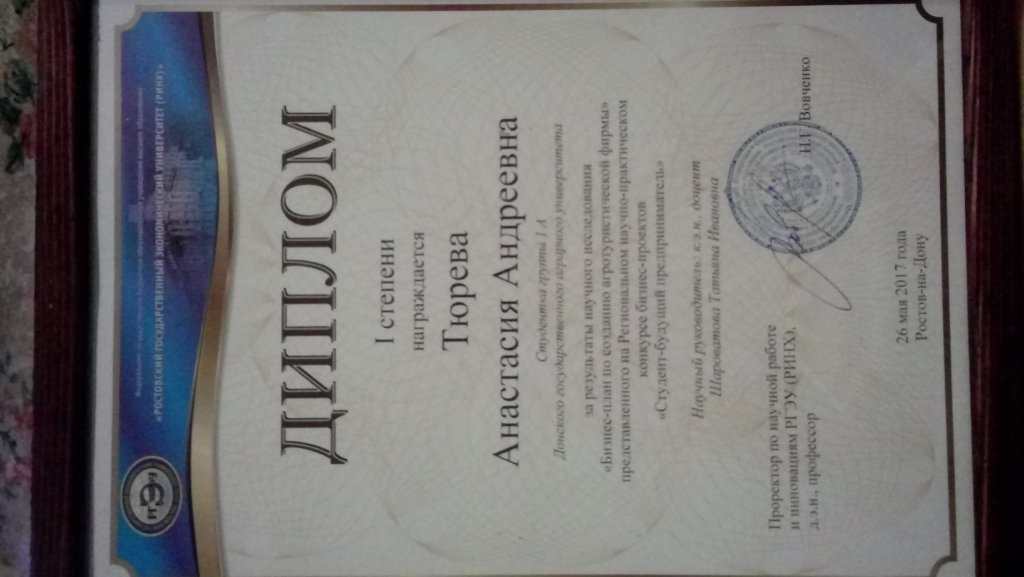 «РОСТОВСКИЙ ГОСУДАРСТВЕННЫЙ ЭКОНОМИЧЕСКИЙ УНИВЕРСИТЕТ (РИНХ)»
РГЭУ
ДИПЛОМ
I степени
награждается
Тюрева
Анастасия Андреевна
Студентка группы 1 А
Донского государственного аграрного университета
за результаты научного исследования
«Бизнес-план по созданию агротуристической фирмы»
представленного на Региональном научно-практическом
конкурсе бизнес-проектов
«Студент-будущий предприниматель»
Научный руководитель: к.э.н. доцент
Шароватова Татьяна Ивановна
Проректор по научной работе
и инновациям РГЭУ (РИНХ),
д.э.н., профессор
Н.Г. Вовченко
26 мая 2017 года
Ростов-на-Дону